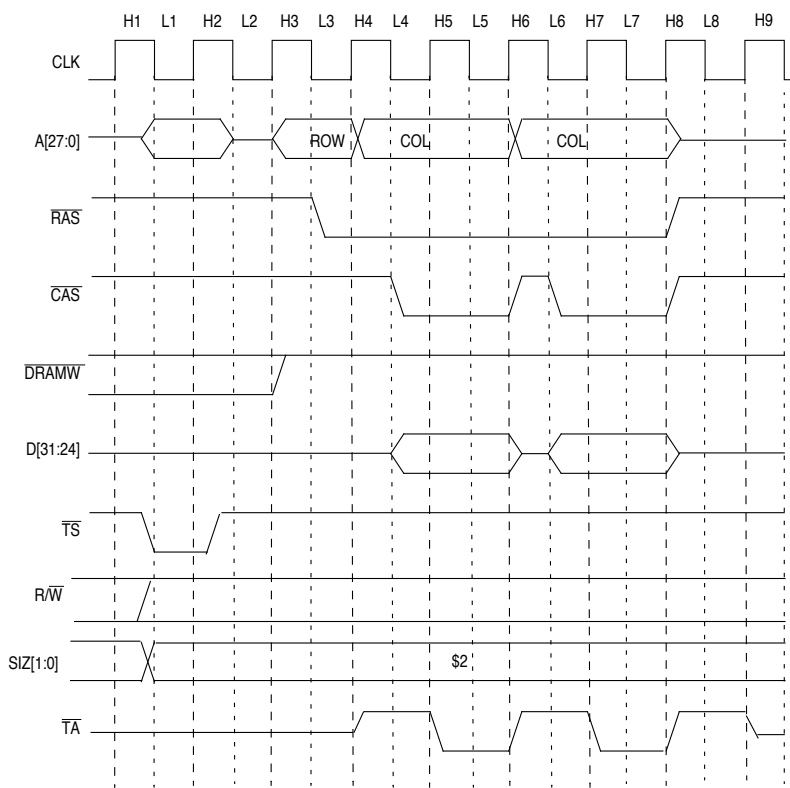 H1 L1 H2 L2 H3 L3 H4 L4 H5 L5 H6 L6 H7 L7 H8 L8 H9
CLK
A[27:0] ROW COL COL
RAS
CAS
DRAMW
D[31:24]
TS
R/W
SIZ[1:0] $2
TA